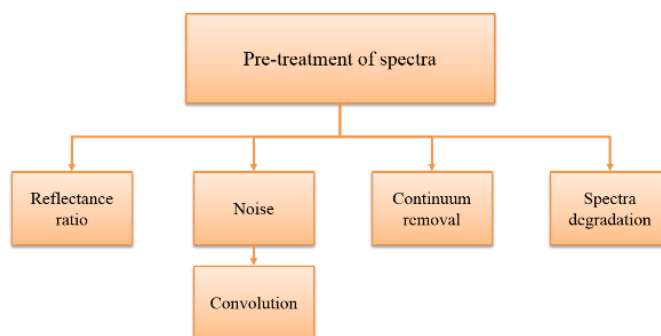 Pre-treatment of spectra
Reflectance
ratio
Noise
Continuum
removal
Spectra
degradation
Convolution